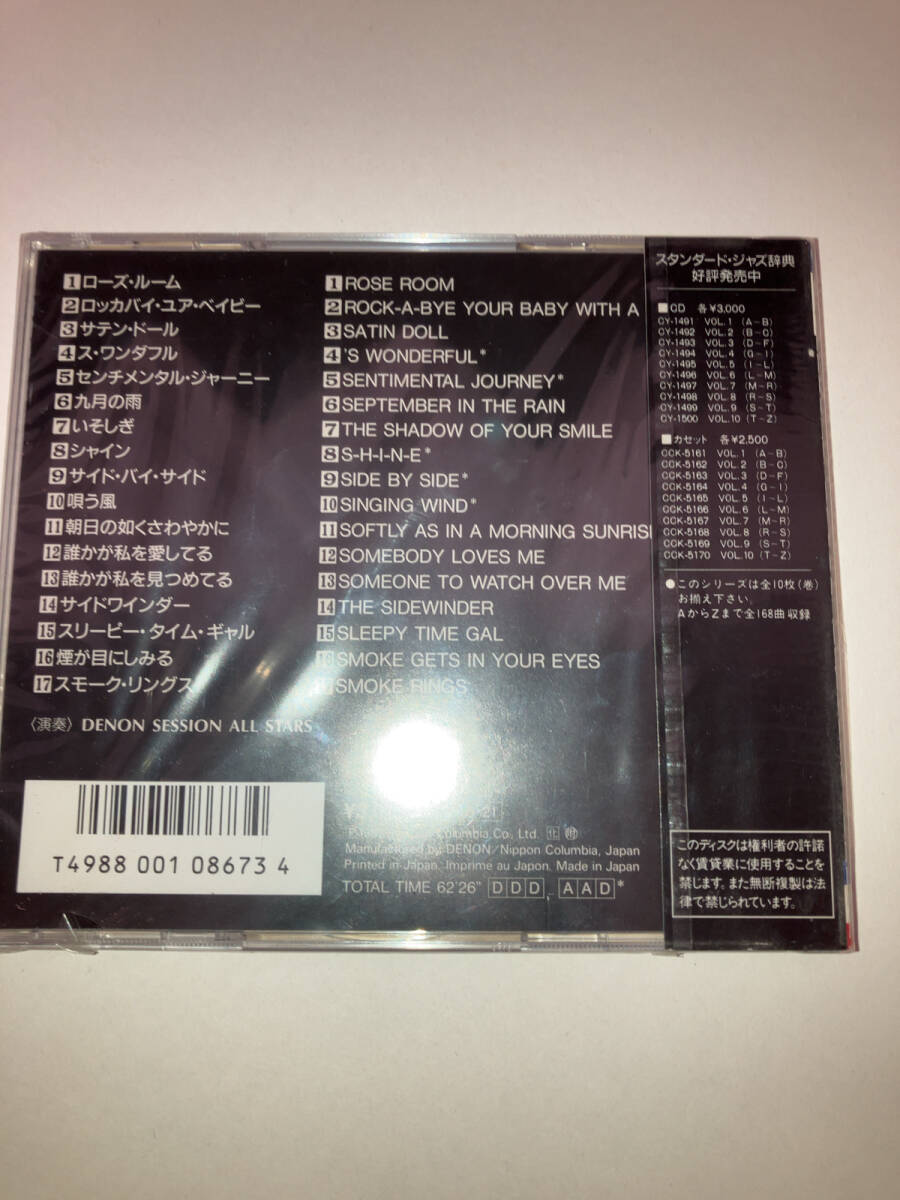 1 ローズ・ルーム
2 ロッカバイ・ユア・ベイビー
3 サテン・ドール
4 ス・ワンダフル
5 センチメンタル・ジャーニー
6 九月の雨
7 いそしぎ
8 シャイン
9 サイド・バイ・サイド
10 唄う風
11 朝日の如くさわやかに
12 誰かが私を愛してる
13 誰かが私を見つめてる
14 サイドワインダー
15 スリーピー・タイム・ギャル
16 煙が目にしみる
17 スモーク・リングス
〈演奏〉 DENON SESSION ALL STARS
T4988 001 08673 4
1 ROSE ROOM
2 ROCK-A-BYE YOUR BABY WITH A
3 SATIN DOLL
4 'S WONDERFUL*
5 SENTIMENTAL JOURNEY*
6 SEPTEMBER IN THE RAIN
7 THE SHADOW OF YOUR SMILE
8 S-H-I-N-E*
9 SIDE BY SIDE*
10 SINGING WIND*
11 SOFTLY AS IN A MORNING SUNRISE
12 SOMEBODY LOVES ME
13 SOMEONE TO WATCH OVER ME
14 THE SIDEWINDER
15 SLEEPY TIME GAL
16 SMOKE GETS IN YOUR EYES
17 SMOKE RINGS
21
Columbia Co., Ltd.
Manufactured by DENON/Nippon Columbia, Japan
Printed in Japan. Imprime au Japon. Made in Japan
TOTAL TIME 62'26" DDD, AAD*
スタンダード・ジャズ辞典
好評発売中
■CD 各¥3,000
CY-1491 VOL.1 (A-B)
CY-1492 VOL.2 (B-C)
CY-1493 VOL.3 (D-F)
CY-1494 VOL.4 (G-I)
CY-1495 VOL.5 (I-L)
CY-1496 VOL.6 (L-M)
CY-1497 VOL.7 (M-R)
CY-1498 VOL.8 (R-S)
CY-1499 VOL.9 (S-T)
CY-1500 VOL.10 (T-Z)
■カセット 各¥2,500
CCK-5161 VOL.1 (A-B)
CCK-5162 VOL.2 (B-C)
CCK-5163 VOL.3 (D-F)
CCK-5164 VOL.4 (G-I)
CCK-5165 VOL.5 (I-L)
CCK-5166 VOL.6 (L-M)
CCK-5167 VOL.7 (M-R)
CCK-5168 VOL.8 (R-S)
CCK-5169 VOL.9 (S-T)
CCK-5170 VOL.10 (T-Z)
●このシリーズは全10枚(巻)
お揃え下さい。
AからZまで全168曲収録
このディスクは権利者の許諾
なく賃貸業に使用することを
禁じます。また無断複製は法
律で禁じられています。